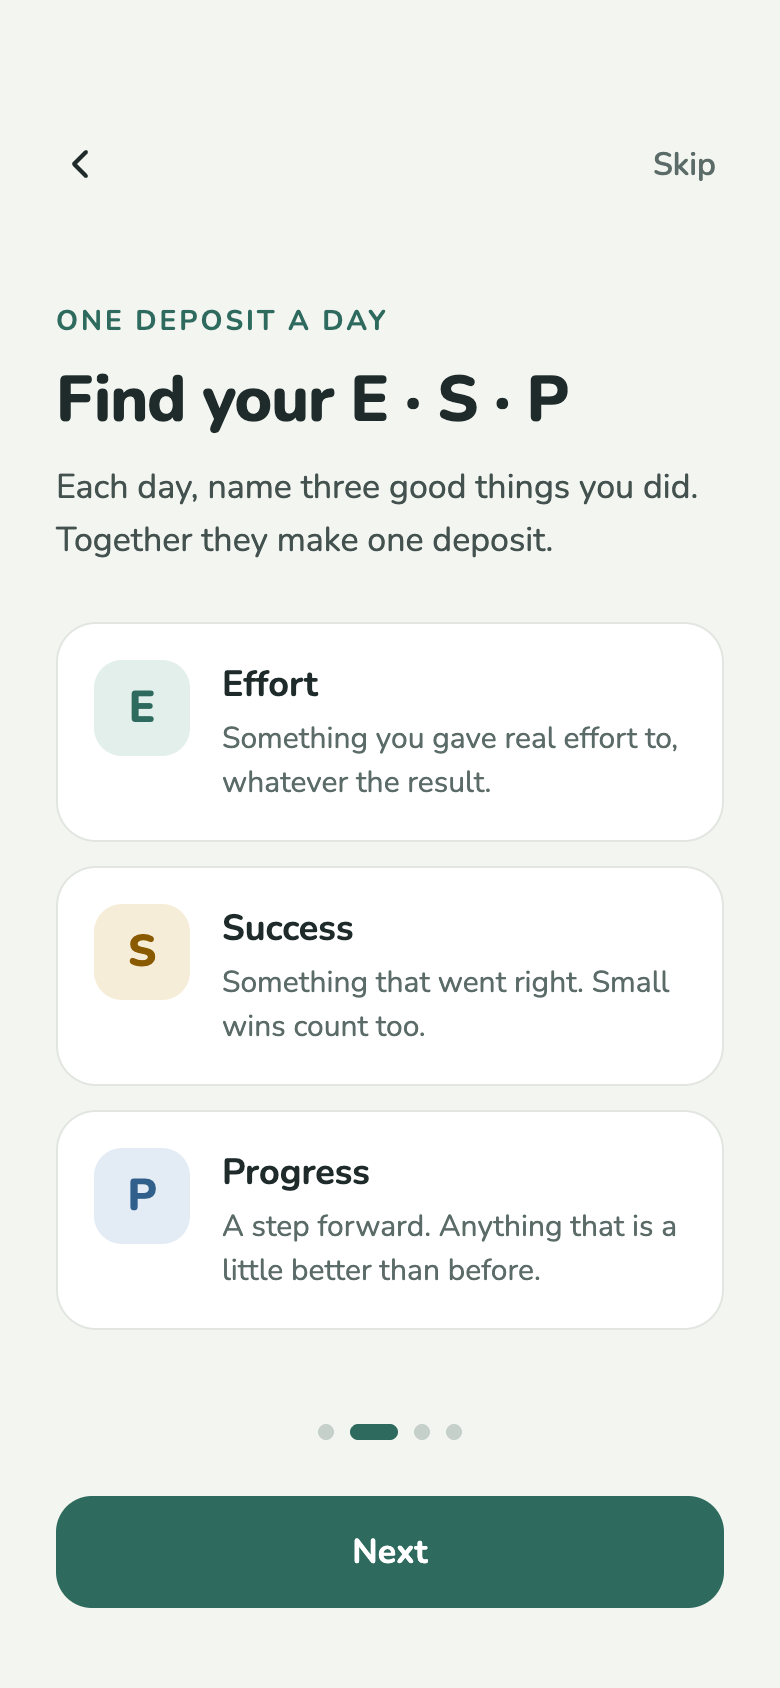 Skip
ONE DEPOSIT A DAY
Find your E · S · P
Each day, name three good things you did.
Together they make one deposit.
E
Effort
Something you gave real effort to,
whatever the result.
S
Success
Something that went right. Small
wins count too.
P
Progress
A step forward. Anything that is a
little better than before.
Next